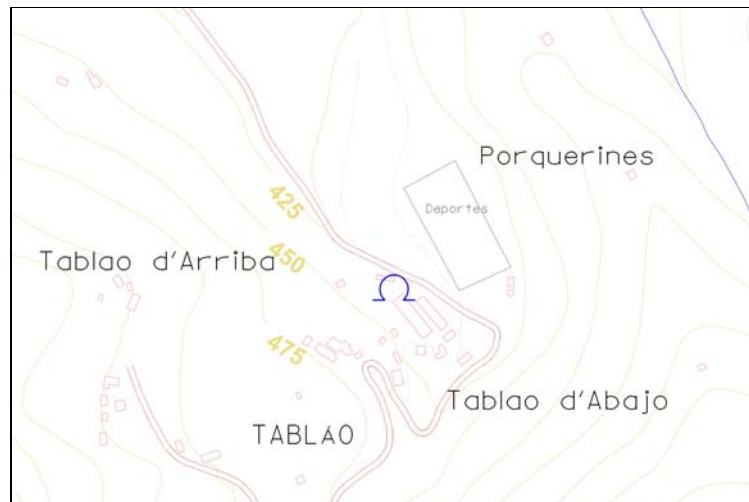 Porquerines
425
Deportes
450
Tablao d'Arriba
475
Tablao d'Abajo
TABLÁO
Ω